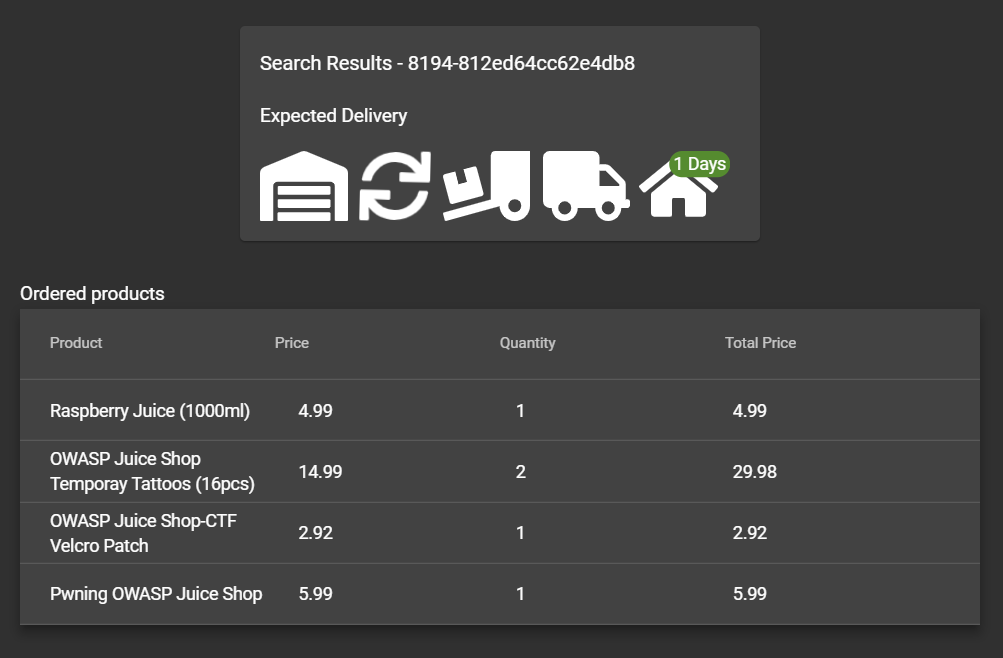 Search Results - 8194-812ed64cc62e4db8
Expected Delivery
1 Days
Ordered products
Product Price Quantity Total Price
Raspberry Juice (1000ml) 4.99 1 4.99
OWASP Juice Shop
Temporay Tattoos (16pcs) 14.99 2 29.98
OWASP Juice Shop-CTF
Velcro Patch 2.92 1 2.92
Pwning OWASP Juice Shop 5.99 1 5.99